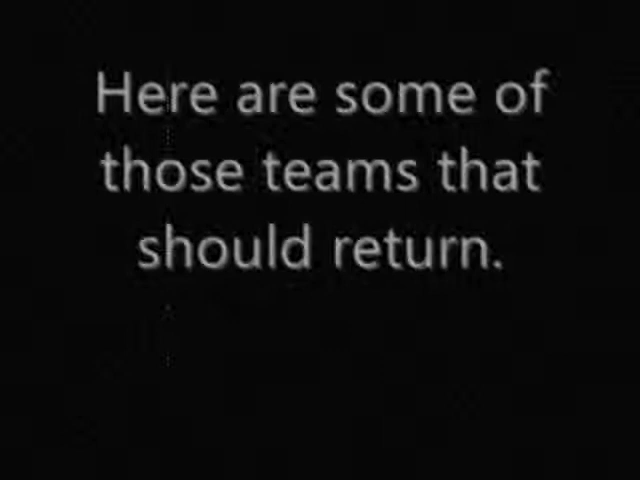 Here are some of
those teams that
should return.